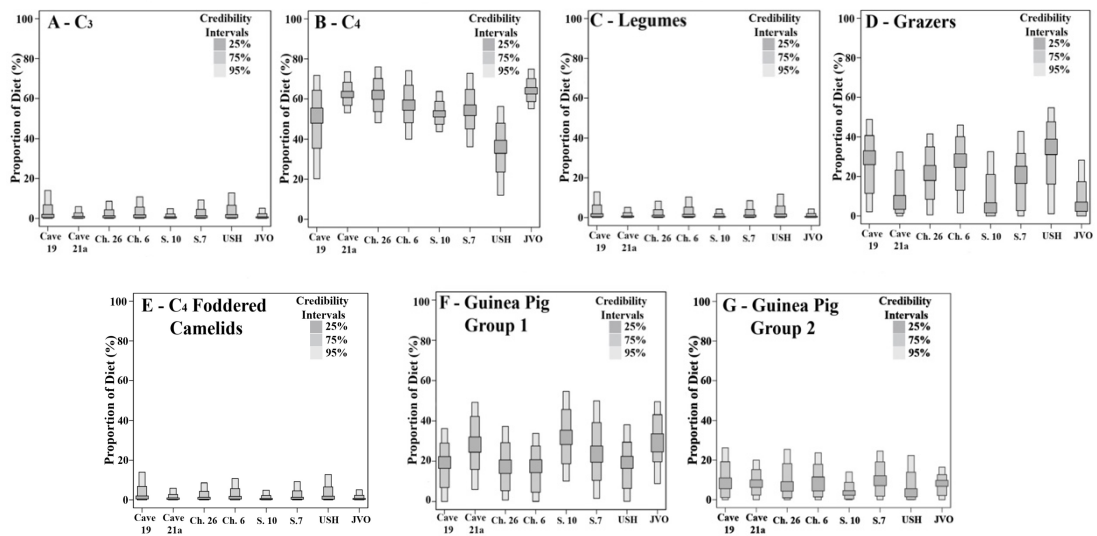 A - C₃
Credibility
Intervals
25%
75%
95%
Proportion of Diet (%)
100
80
60
40
20
0
Cave 19
Cave 21a
Ch. 26
Ch. 6
S. 10
S.7
USH
JVO
B - C₄
Credibility
Intervals
25%
75%
95%
Proportion of Diet (%)
100
80
60
40
20
0
Cave 19
Cave 21a
Ch. 26
Ch. 6
S. 10
S.7
USH
JVO
C - Legumes
Credibility
Intervals
25%
75%
95%
Proportion of Diet (%)
100
80
60
40
20
0
Cave 19
Cave 21a
Ch. 26
Ch. 6
S. 10
S.7
USH
JVO
D - Grazers
Credibility
Intervals
25%
75%
95%
Proportion of Diet (%)
100
80
60
40
20
0
Cave 19
Cave 21a
Ch. 26
Ch. 6
S. 10
S.7
USH
JVO
E - C₄ Foddered
Camelids
Credibility
Intervals
25%
75%
95%
Proportion of Diet (%)
100
80
60
40
20
0
Cave 19
Cave 21a
Ch. 26
Ch. 6
S. 10
S.7
USH
JVO
F - Guinea Pig
Group 1
Credibility
Intervals
25%
75%
95%
Proportion of Diet (%)
100
80
60
40
20
0
Cave 19
Cave 21a
Ch. 26
Ch. 6
S. 10
S.7
USH
JVO
G - Guinea Pig
Group 2
Credibility
Intervals
25%
75%
95%
Proportion of Diet (%)
100
80
60
40
20
0
Cave 19
Cave 21a
Ch. 26
Ch. 6
S. 10
S.7
USH
JVO